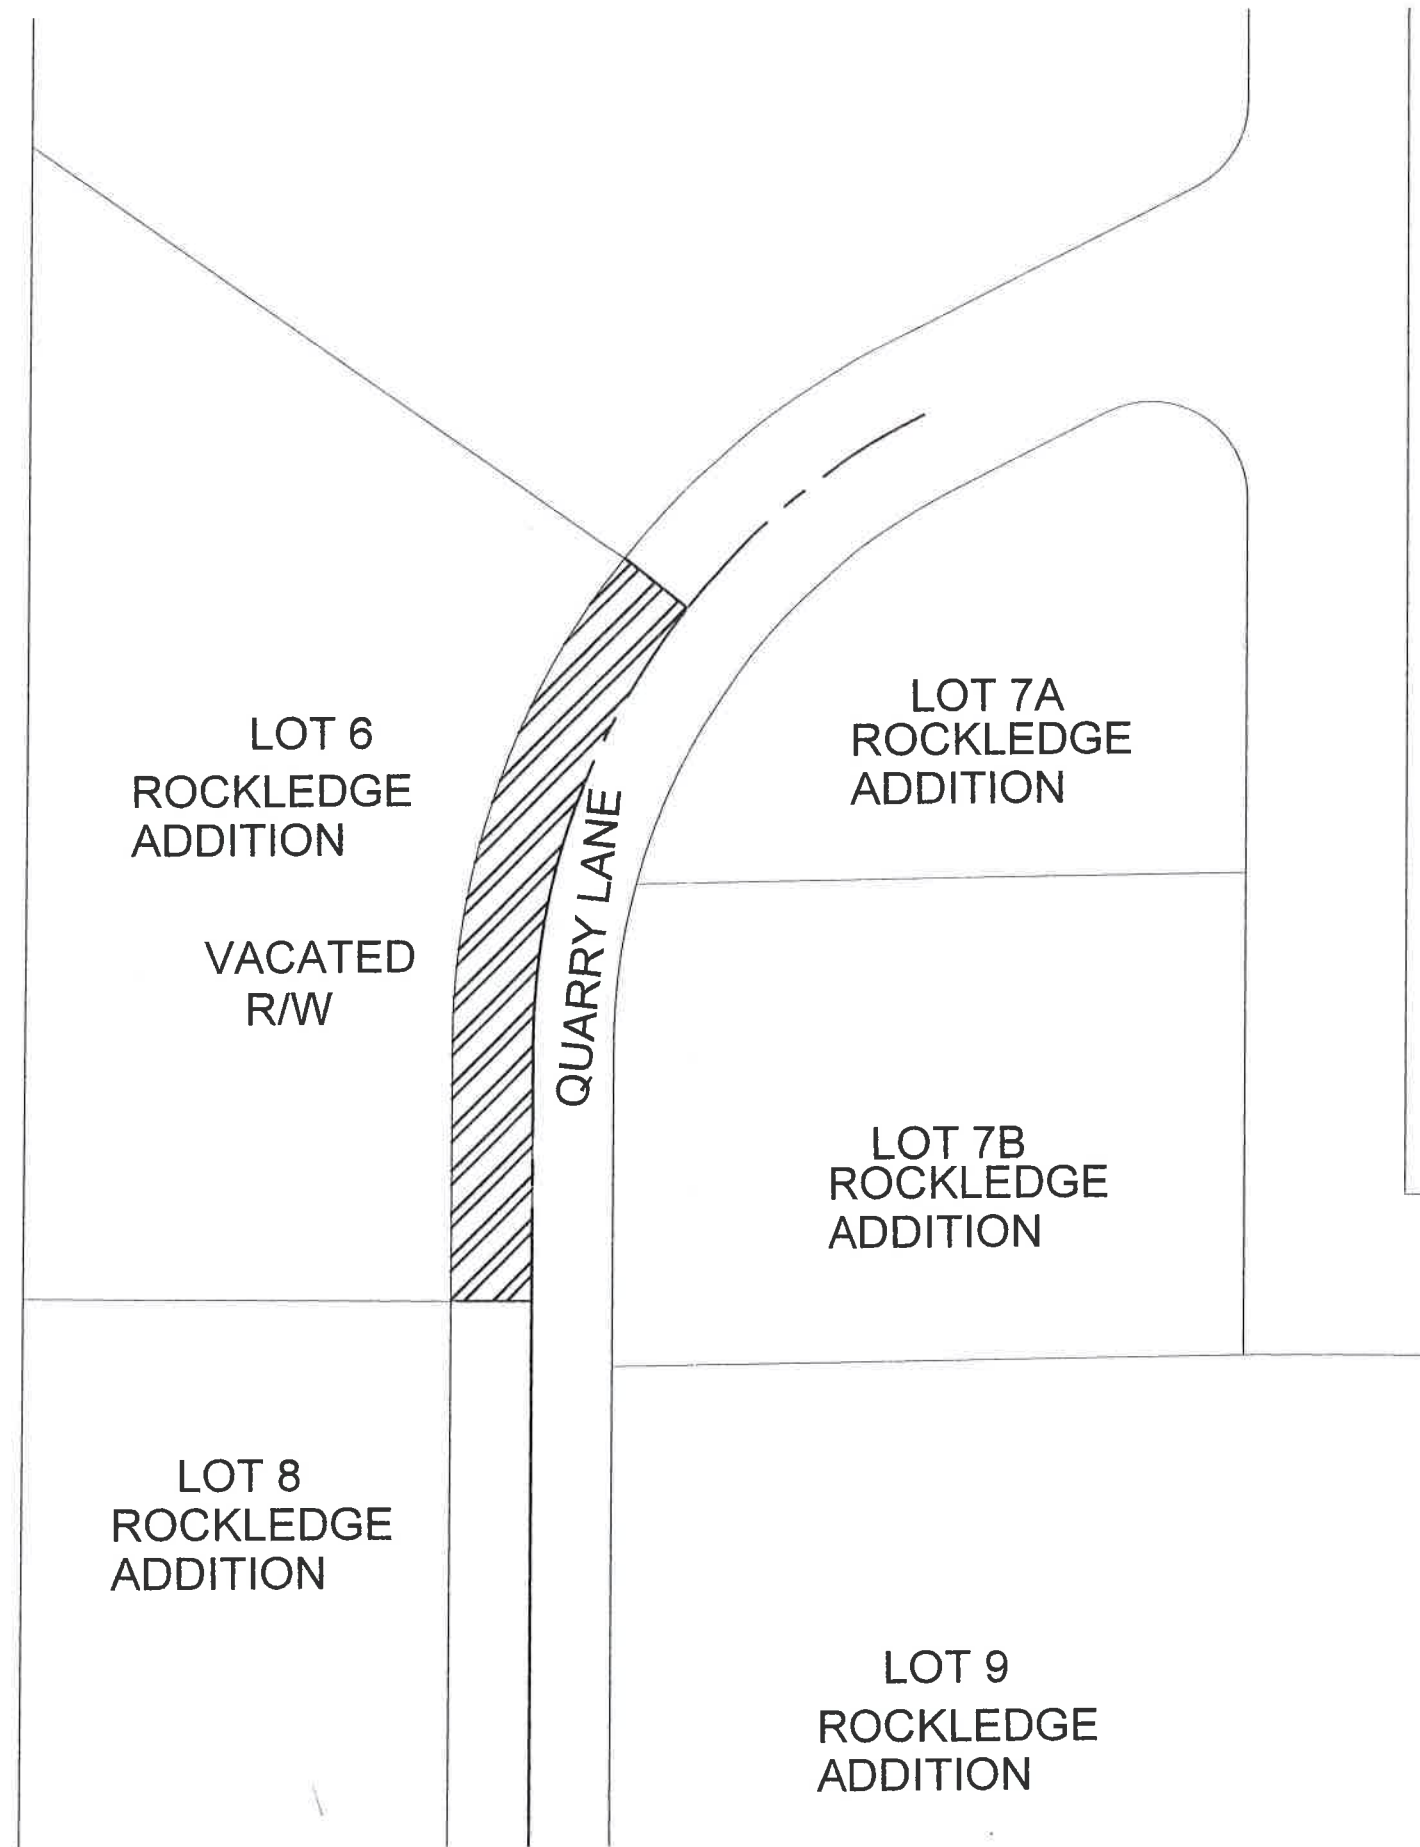 LOT 6
ROCKLEDGE
ADDITION
VACATED
R/W
QUARRY LANE
LOT 7A
ROCKLEDGE
ADDITION
LOT 7B
ROCKLEDGE
ADDITION
LOT 8
ROCKLEDGE
ADDITION
LOT 9
ROCKLEDGE
ADDITION